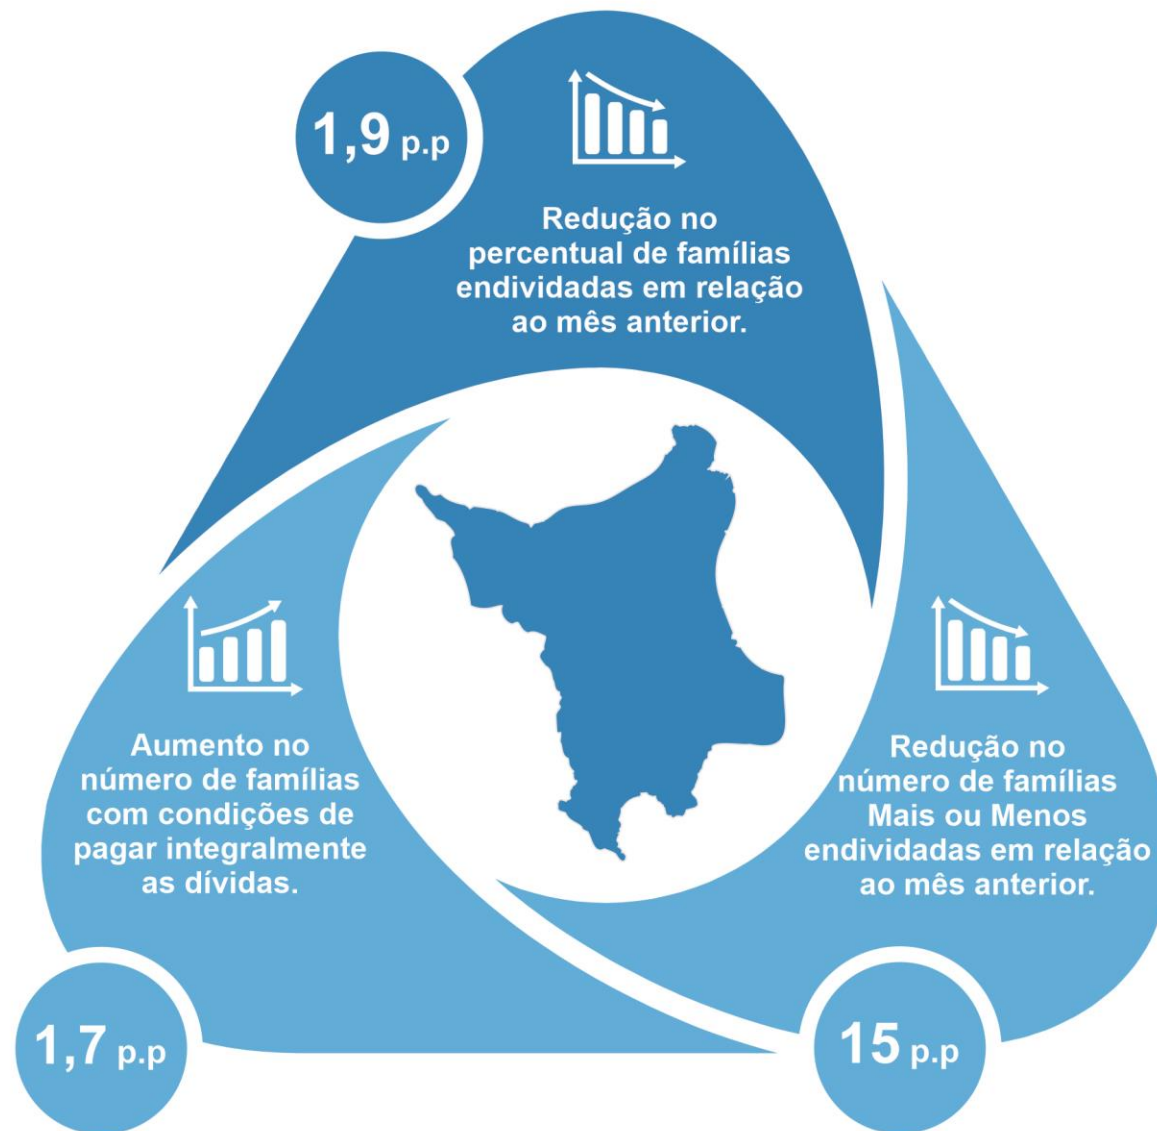 1,9 p.p
Redução no
percentual de famílias
endividadas em relação
ao mês anterior.
Aumento no
número de famílias
com condições de
pagar integralmente
as dívidas.
1,7 p.p
Redução no
número de famílias
Mais ou Menos
endividadas em relação
ao mês anterior.
15 p.p